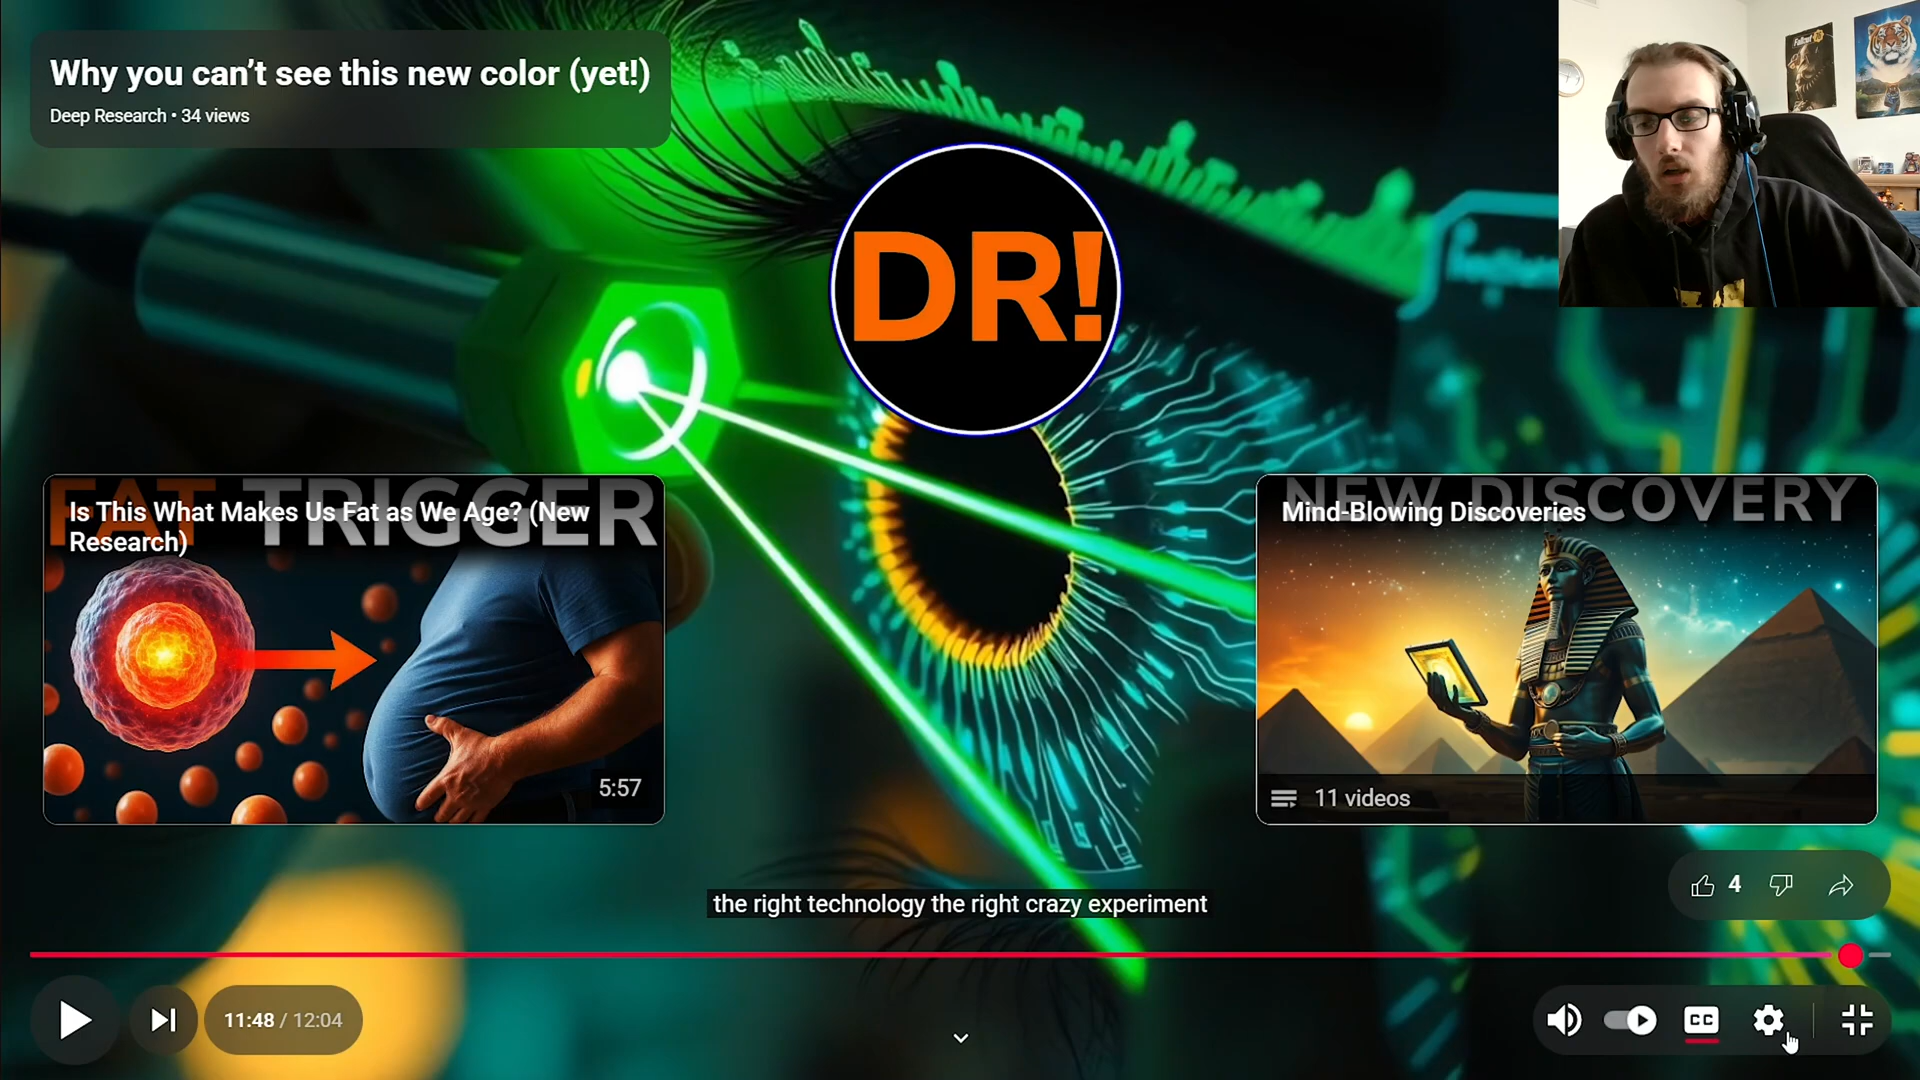 Why you can't see this new color (yet!)
Deep Research • 34 views
DR!
FAT TRIGGER
Is This What Makes Us Fat as We Age? (New
Research)
5:57
NEW DISCOVERY
Mind-Blowing Discoveries
11 videos
4
the right technology the right crazy experiment
11:48 / 12:04
CC